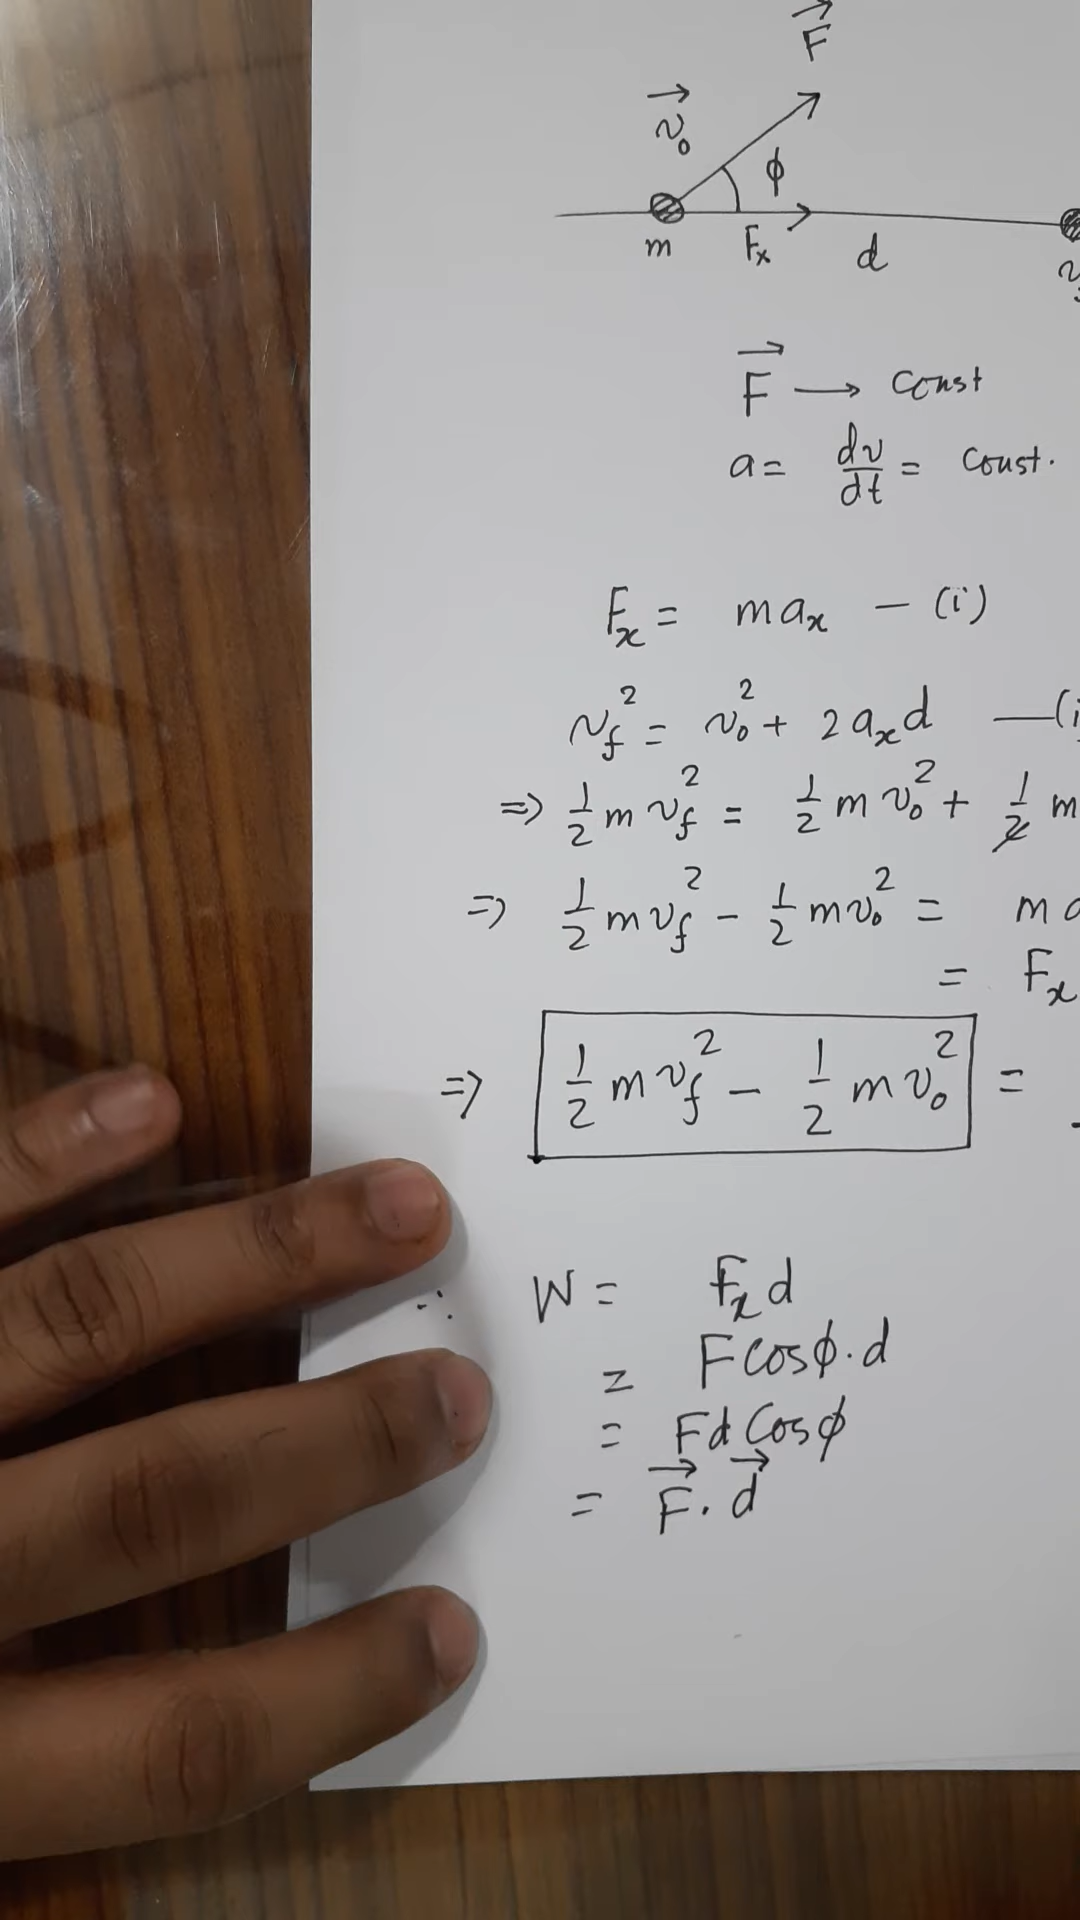 F⃗
v⃗₀
ϕ
m Fₓ d
F⃗ ⟶ const
a = dv/dt = const.
Fₓ = maₓ — (i)
v_f² = v₀² + 2aₓd —
⇒ ½mv_f² = ½mv₀² + ½ m
⇒ ½mv_f² - ½mv₀² = m
= Fₓ
⇒ ½mv_f² - ½mv₀² =
∴ W = Fₓd
= Fcosϕ.d
= Fd Cosϕ
= F⃗ . d⃗